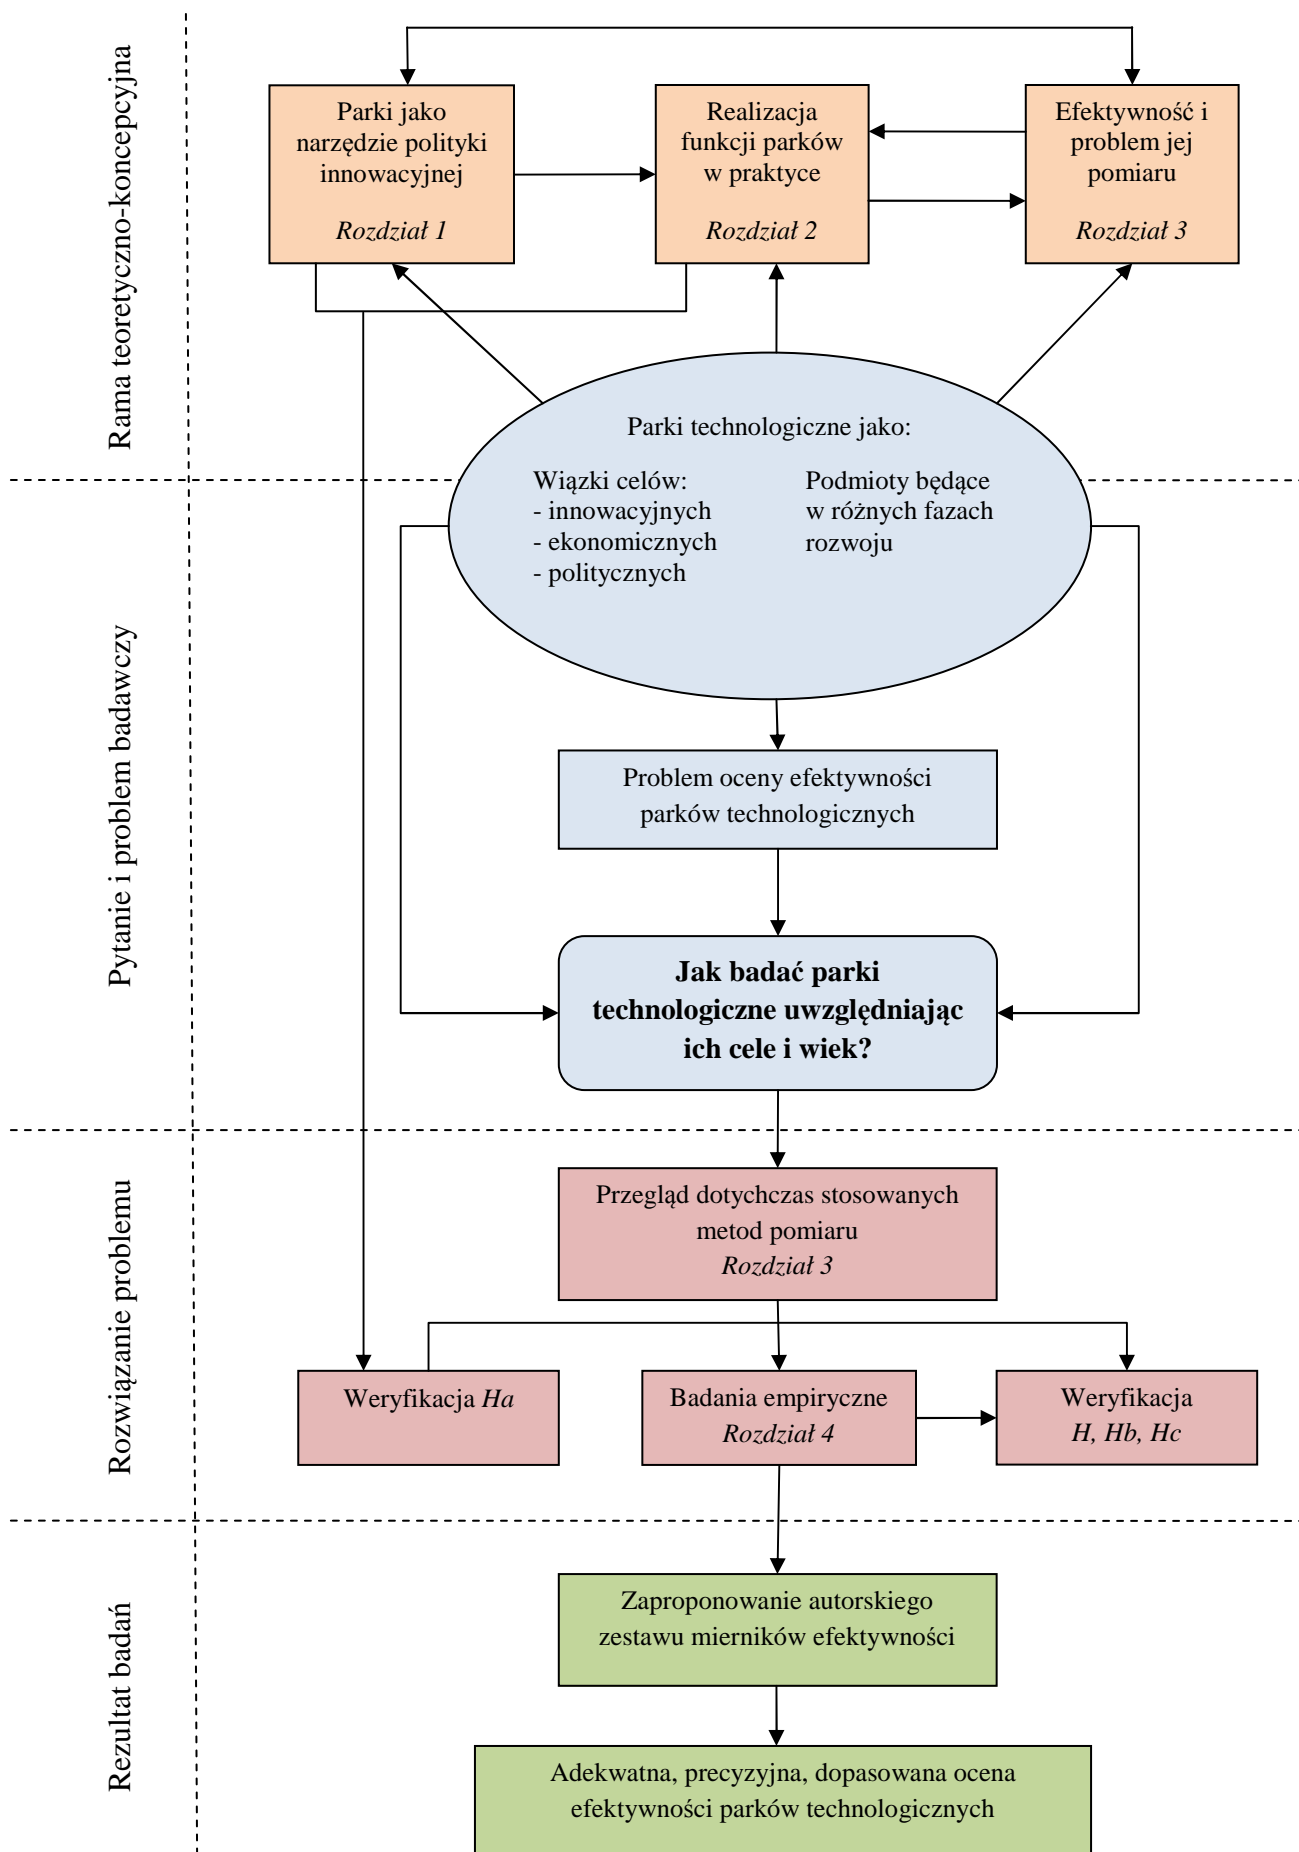 Rama teoretyczno-koncepcyjna
Parki jako
narzędzie polityki
innowacyjnej
Rozdział 1
Realizacja
funkcji parków
w praktyce
Rozdział 2
Efektywność i
problem jej
pomiaru
Rozdział 3
Parki technologiczne jako:
Wiązki celów:
- innowacyjnych
- ekonomicznych
- politycznych
Podmioty będące
w różnych fazach
rozwoju
Pytanie i problem badawczy
Problem oceny efektywności
parków technologicznych
Jak badać parki
technologiczne uwzględniając
ich cele i wiek?
Rozwiązanie problemu
Przegląd dotychczas stosowanych
metod pomiaru
Rozdział 3
Weryfikacja Ha
Badania empiryczne
Rozdział 4
Weryfikacja
H, Hb, Hc
Rezultat badań
Zaproponowanie autorskiego
zestawu mierników efektywności
Adekwatna, precyzyjna, dopasowana ocena
efektywności parków technologicznych